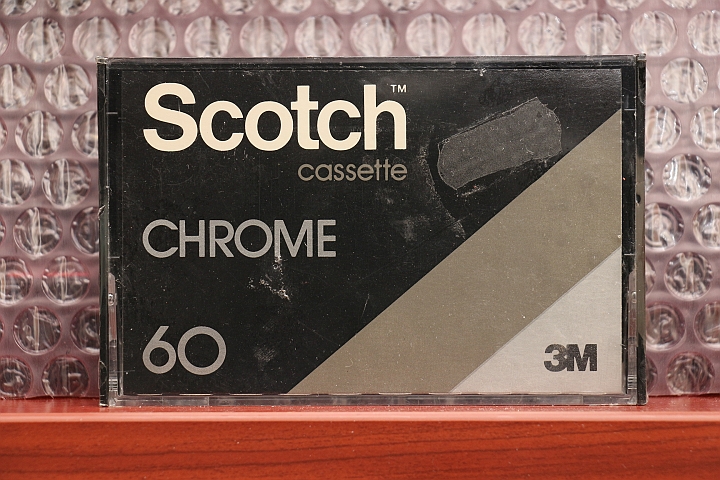 Scotch™
cassette
CHROME
60
3M